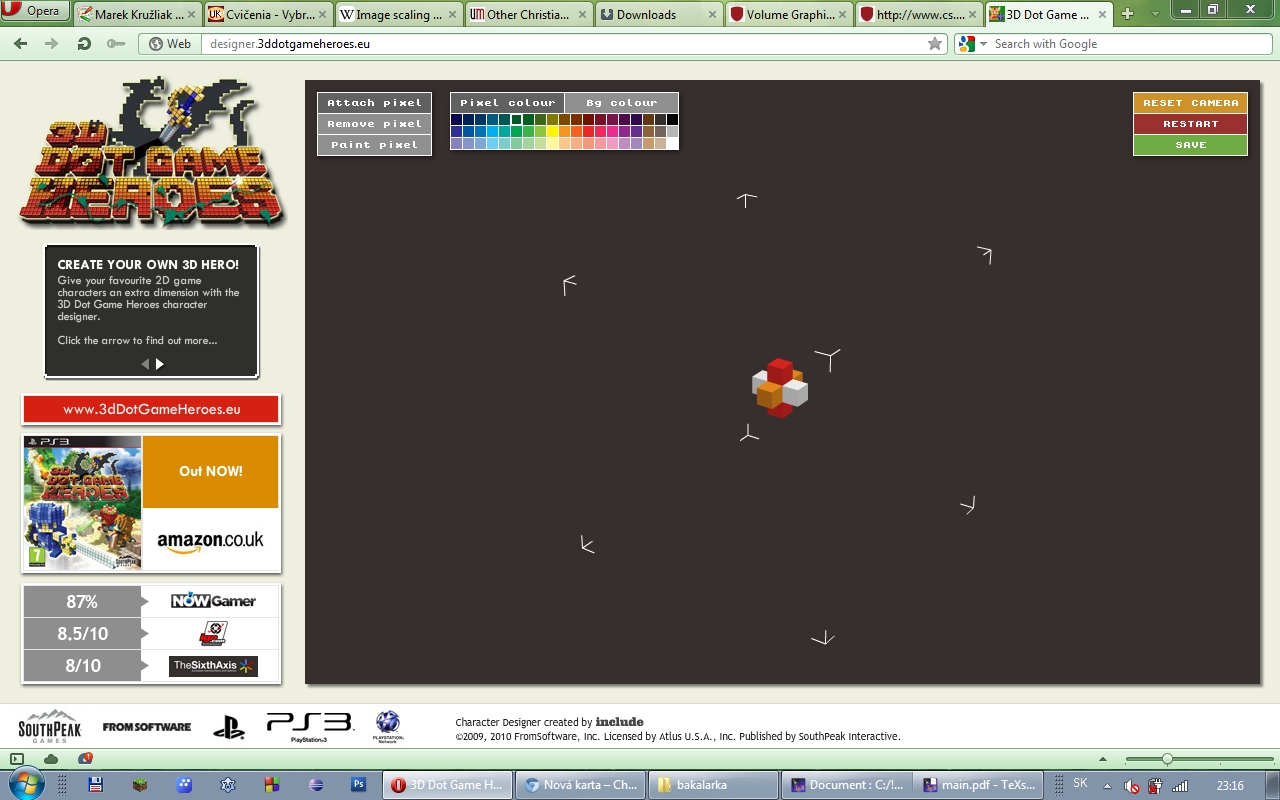 Opera
Marek Kružliak ...
Cvičenia - Vybr...
Image scaling ...
Other Christia...
Downloads
Volume Graphi...
http://www.cs....
3D Dot Game ...
Web
designer.3ddotgameheroes.eu
Search with Google
3D
DOT GAME
HEROES
Attach pixel
Remove pixel
Paint pixel
Pixel colour
Bg colour
RESET CAMERA
RESTART
SAVE
CREATE YOUR OWN 3D HERO!
Give your favourite 2D game
characters an extra dimension with the
3D Dot Game Heroes character
designer.
Click the arrow to find out more...
www.3dDotGameHeroes.eu
PS3
3D
DOT GAME
HEROES
7
SOUTHPEAK
Out NOW!
amazon.co.uk
87%
NOWGamer
8.5/10
8/10
TheSixthAxis
SOUTHPEAK
GAMES
FROMSOFTWARE
PS3
PlayStation®3
PLAYSTATION
Network
Character Designer created by include
©2009, 2010 FromSoftware, Inc. Licensed by Atlus U.S.A., Inc. Published by SouthPeak Interactive.
3D Dot Game H...
Nová karta – Ch...
bakalarka
Document : C:/!...
main.pdf - TeXs...
SK
23:16